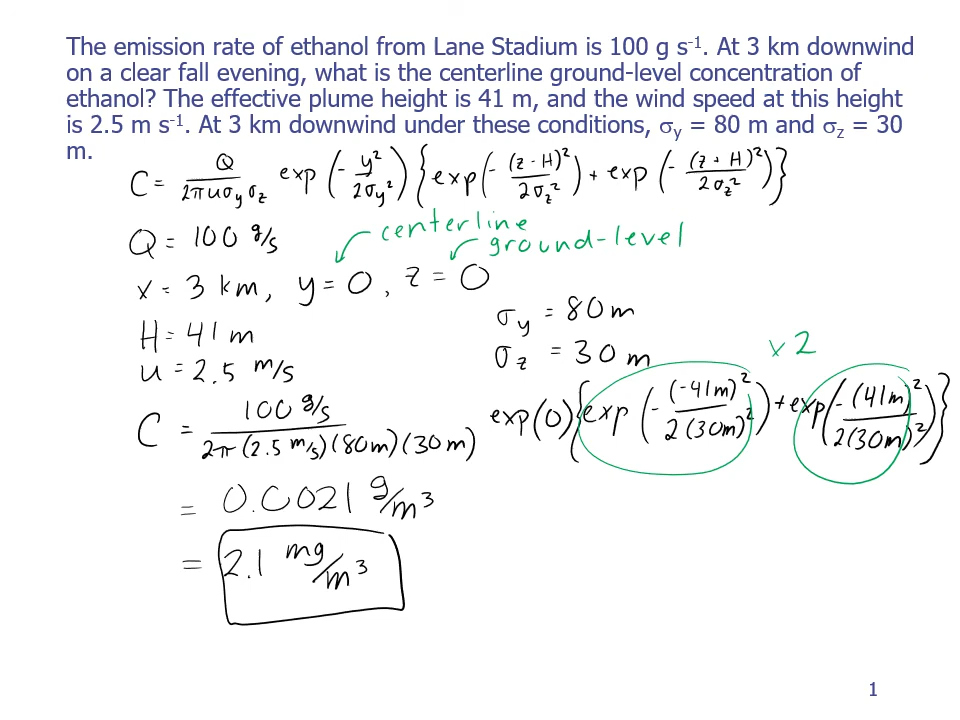 The emission rate of ethanol from Lane Stadium is 100 g s⁻¹. At 3 km downwind
on a clear fall evening, what is the centerline ground-level concentration of
ethanol? The effective plume height is 41 m, and the wind speed at this height
is 2.5 m s⁻¹. At 3 km downwind under these conditions, σy = 80 m and σz = 30
m.
C = Q / (2πuσyσz) exp(-y²/2σy²) {exp(-(z-H)²/2σz²) + exp(-(z+H)²/2σz²)}
Q = 100 g/s
centerline
ground-level
x = 3 km, y = 0, z = 0
H = 41 m
σy = 80 m
u = 2.5 m/s
σz = 30 m
x 2
C = 100 g/s / (2π(2.5 m/s)(80m)(30m)) exp(0){exp(-(-41m)²/2(30m)²) + exp(-(41m)²/2(30m)²)}
= 0.0021 g/m³
= 2.1 mg/m³
1